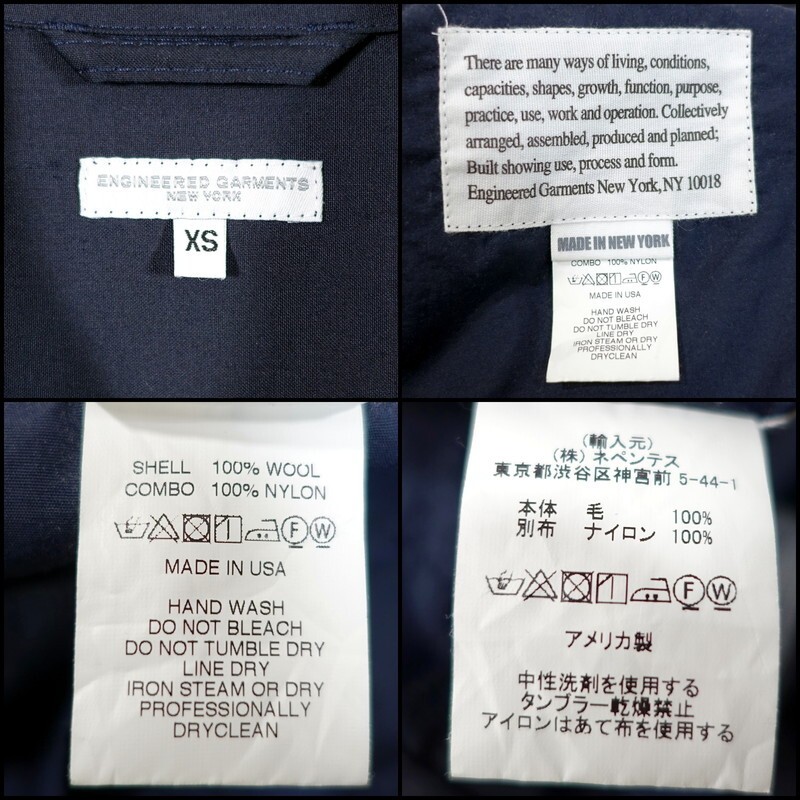 ENGINEERED GARMENTS
NEW YORK
XS
There are many ways of living, conditions,
capacities, shapes, growth, function, purpose,
practice, use, work and operation. Collectively
arranged, assembled, produced and planned;
Built showing use, process and form.
Engineered Garments New York, NY 10018
MADE IN NEW YORK
COMBO 100% NYLON
F W
MADE IN USA
HAND WASH
DO NOT BLEACH
DO NOT TUMBLE DRY
LINE DRY
IRON STEAM OR DRY
PROFESSIONALLY
DRYCLEAN
SHELL 100% WOOL
COMBO 100% NYLON
F W
MADE IN USA
HAND WASH
DO NOT BLEACH
DO NOT TUMBLE DRY
LINE DRY
IRON STEAM OR DRY
PROFESSIONALLY
DRYCLEAN
(輸入元)
(株) ネペンテス
東京都渋谷区神宮前 5-44-1
本体 毛 100%
別布 ナイロン 100%
F W
アメリカ製
中性洗剤を使用する
タンブラー乾燥禁止
アイロンはあて布を使用する